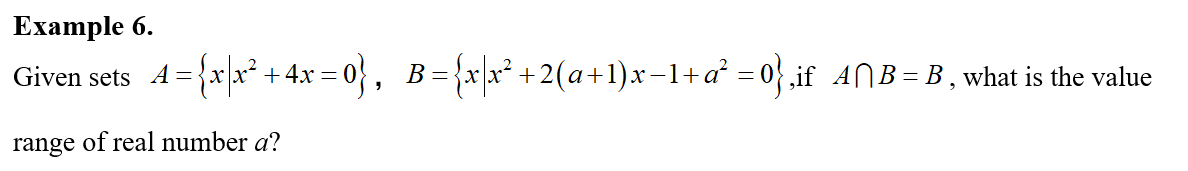 Example 6.
Given sets A={x|x²+4x=0}, B={x|x²+2(a+1)x−1+a²=0},if A⋂B=B, what is the value
range of real number a?